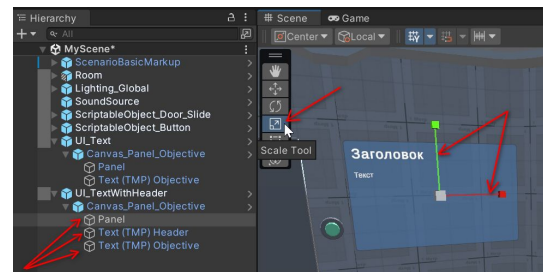 Hierarchy
All
MyScene*
ScenarioBasicMarkup
Room
Lighting_Global
SoundSource
ScriptableObject_Door_Slide
ScriptableObject_Button
UI_Text
Canvas_Panel_Objective
Panel
Text (TMP) Objective
UI_TextWithHeader
Canvas_Panel_Objective
Panel
Text (TMP) Header
Text (TMP) Objective
Scene
Game
Center
Local
Scale Tool
Заголовок
Текст